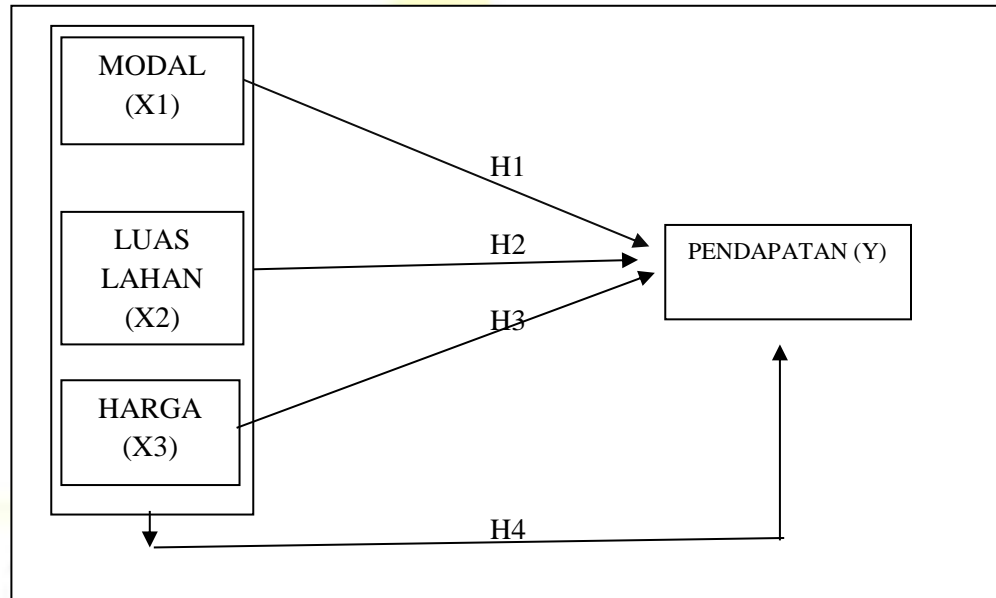 MODAL
(X1)
H1
LUAS
LAHAN
(X2)
H2
PENDAPATAN (Y)
H3
HARGA
(X3)
H4